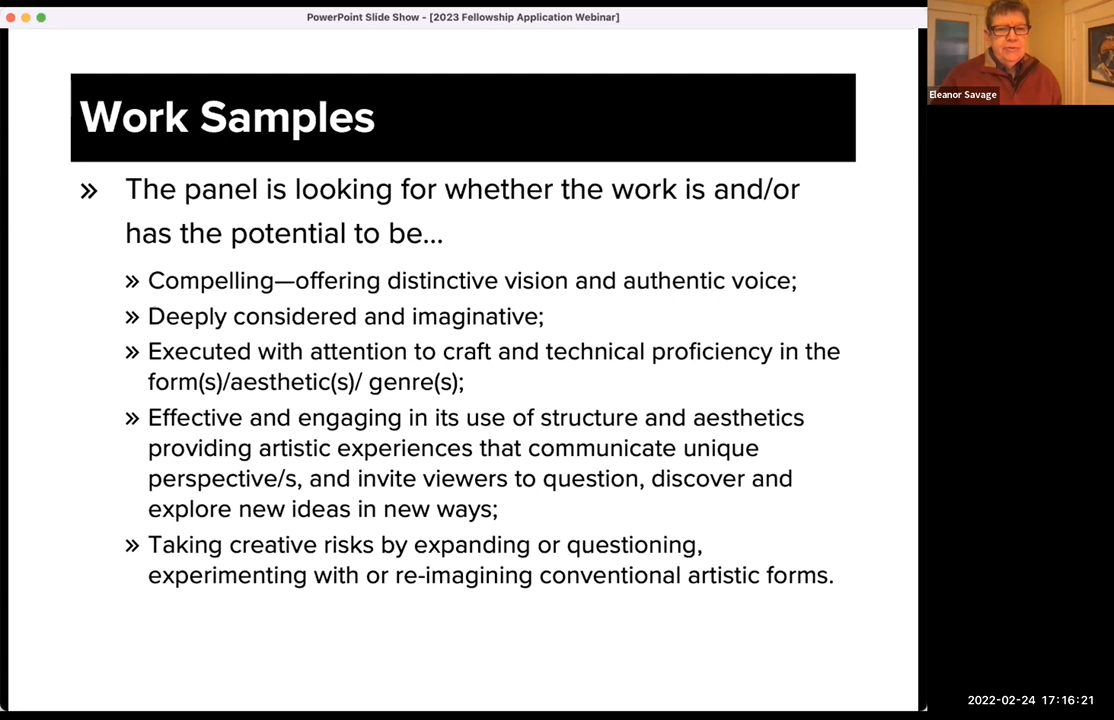 PowerPoint Slide Show - [2023 Fellowship Application Webinar]
Eleanor Savage
Work Samples
» The panel is looking for whether the work is and/or
has the potential to be...
» Compelling—offering distinctive vision and authentic voice;
» Deeply considered and imaginative;
» Executed with attention to craft and technical proficiency in the
form(s)/aesthetic(s)/ genre(s);
» Effective and engaging in its use of structure and aesthetics
providing artistic experiences that communicate unique
perspective/s, and invite viewers to question, discover and
explore new ideas in new ways;
» Taking creative risks by expanding or questioning,
experimenting with or re-imagining conventional artistic forms.
2022-02-24 17:16:21